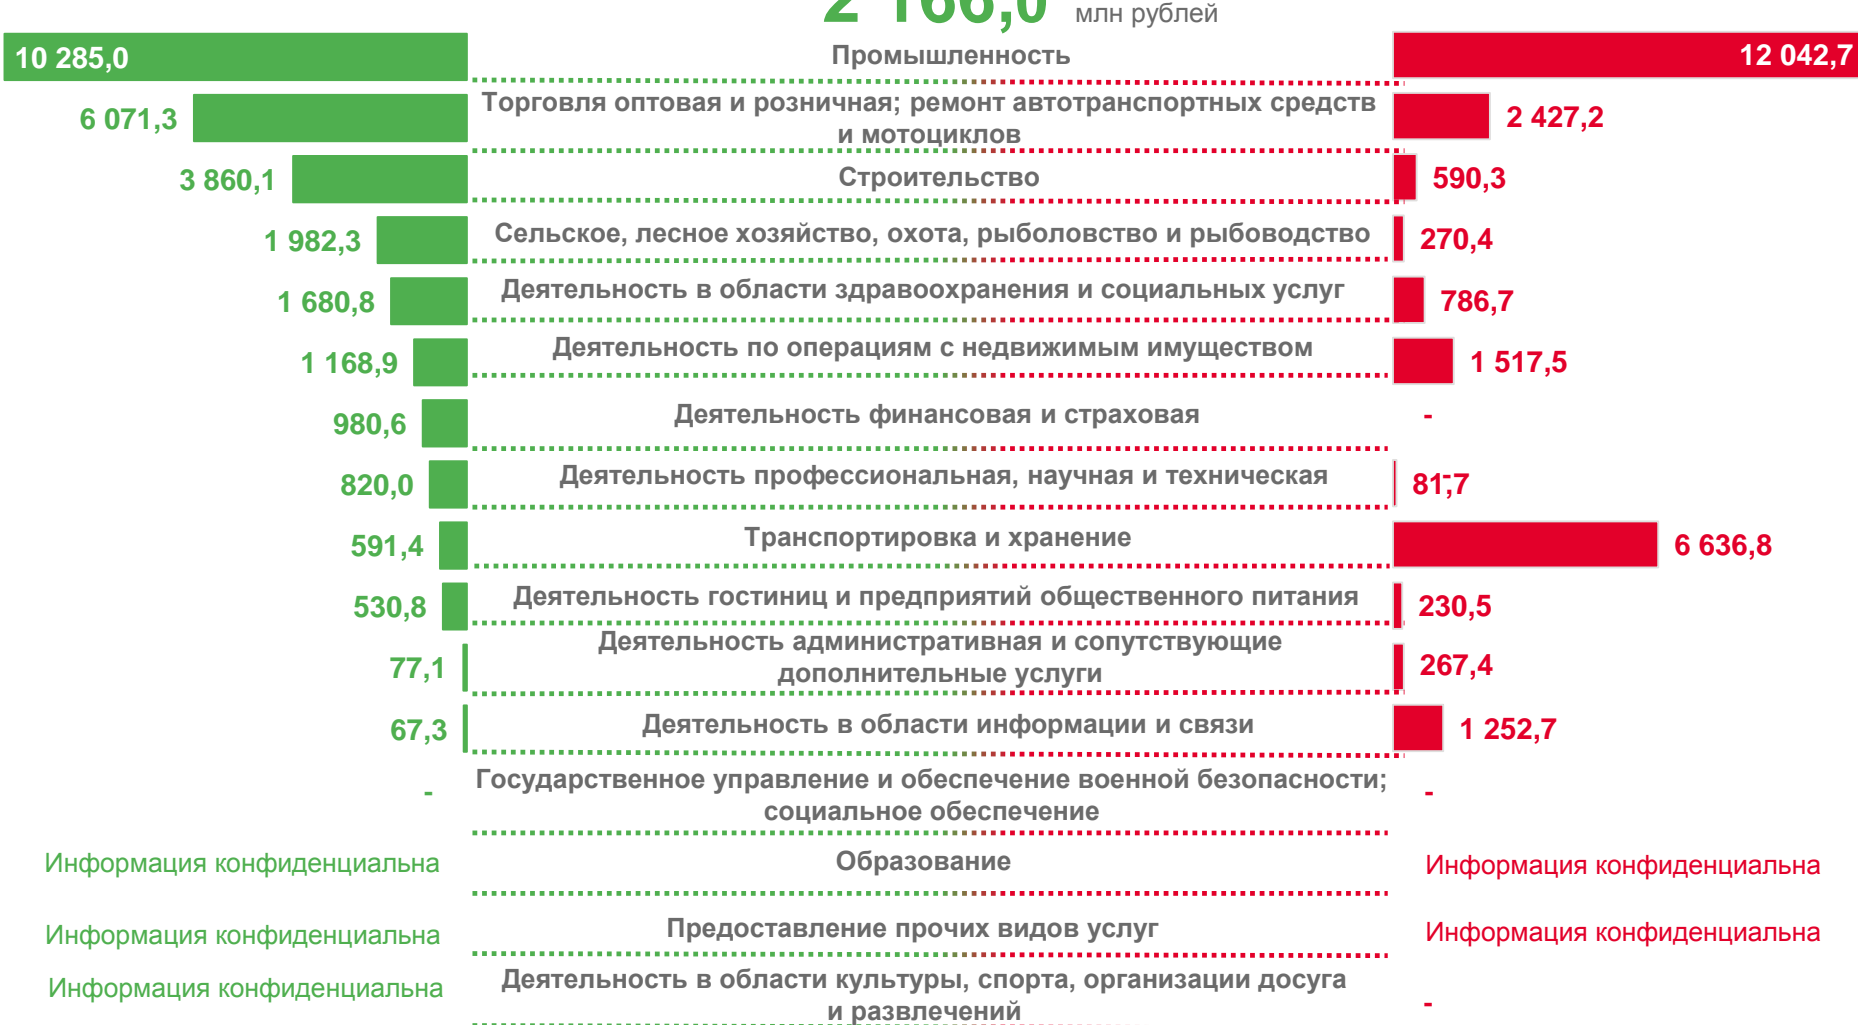 2 166,0 млн рублей
10 285,0 Промышленность 12 042,7
6 071,3 Торговля оптовая и розничная; ремонт автотранспортных средств
и мотоциклов 2 427,2
3 860,1 Строительство 590,3
1 982,3 Сельское, лесное хозяйство, охота, рыболовство и рыбоводство 270,4
1 680,8 Деятельность в области здравоохранения и социальных услуг 786,7
1 168,9 Деятельность по операциям с недвижимым имуществом 1 517,5
980,6 Деятельность финансовая и страховая -
820,0 Деятельность профессиональная, научная и техническая 81,7
591,4 Транспортировка и хранение 6 636,8
530,8 Деятельность гостиниц и предприятий общественного питания 230,5
Деятельность административная и сопутствующие
77,1 дополнительные услуги 267,4
67,3 Деятельность в области информации и связи 1 252,7
- Государственное управление и обеспечение военной безопасности; -
социальное обеспечение
Информация конфиденциальна Образование Информация конфиденциальна
Информация конфиденциальна Предоставление прочих видов услуг Информация конфиденциальна
Информация конфиденциальна Деятельность в области культуры, спорта, организации досуга
и развлечений -